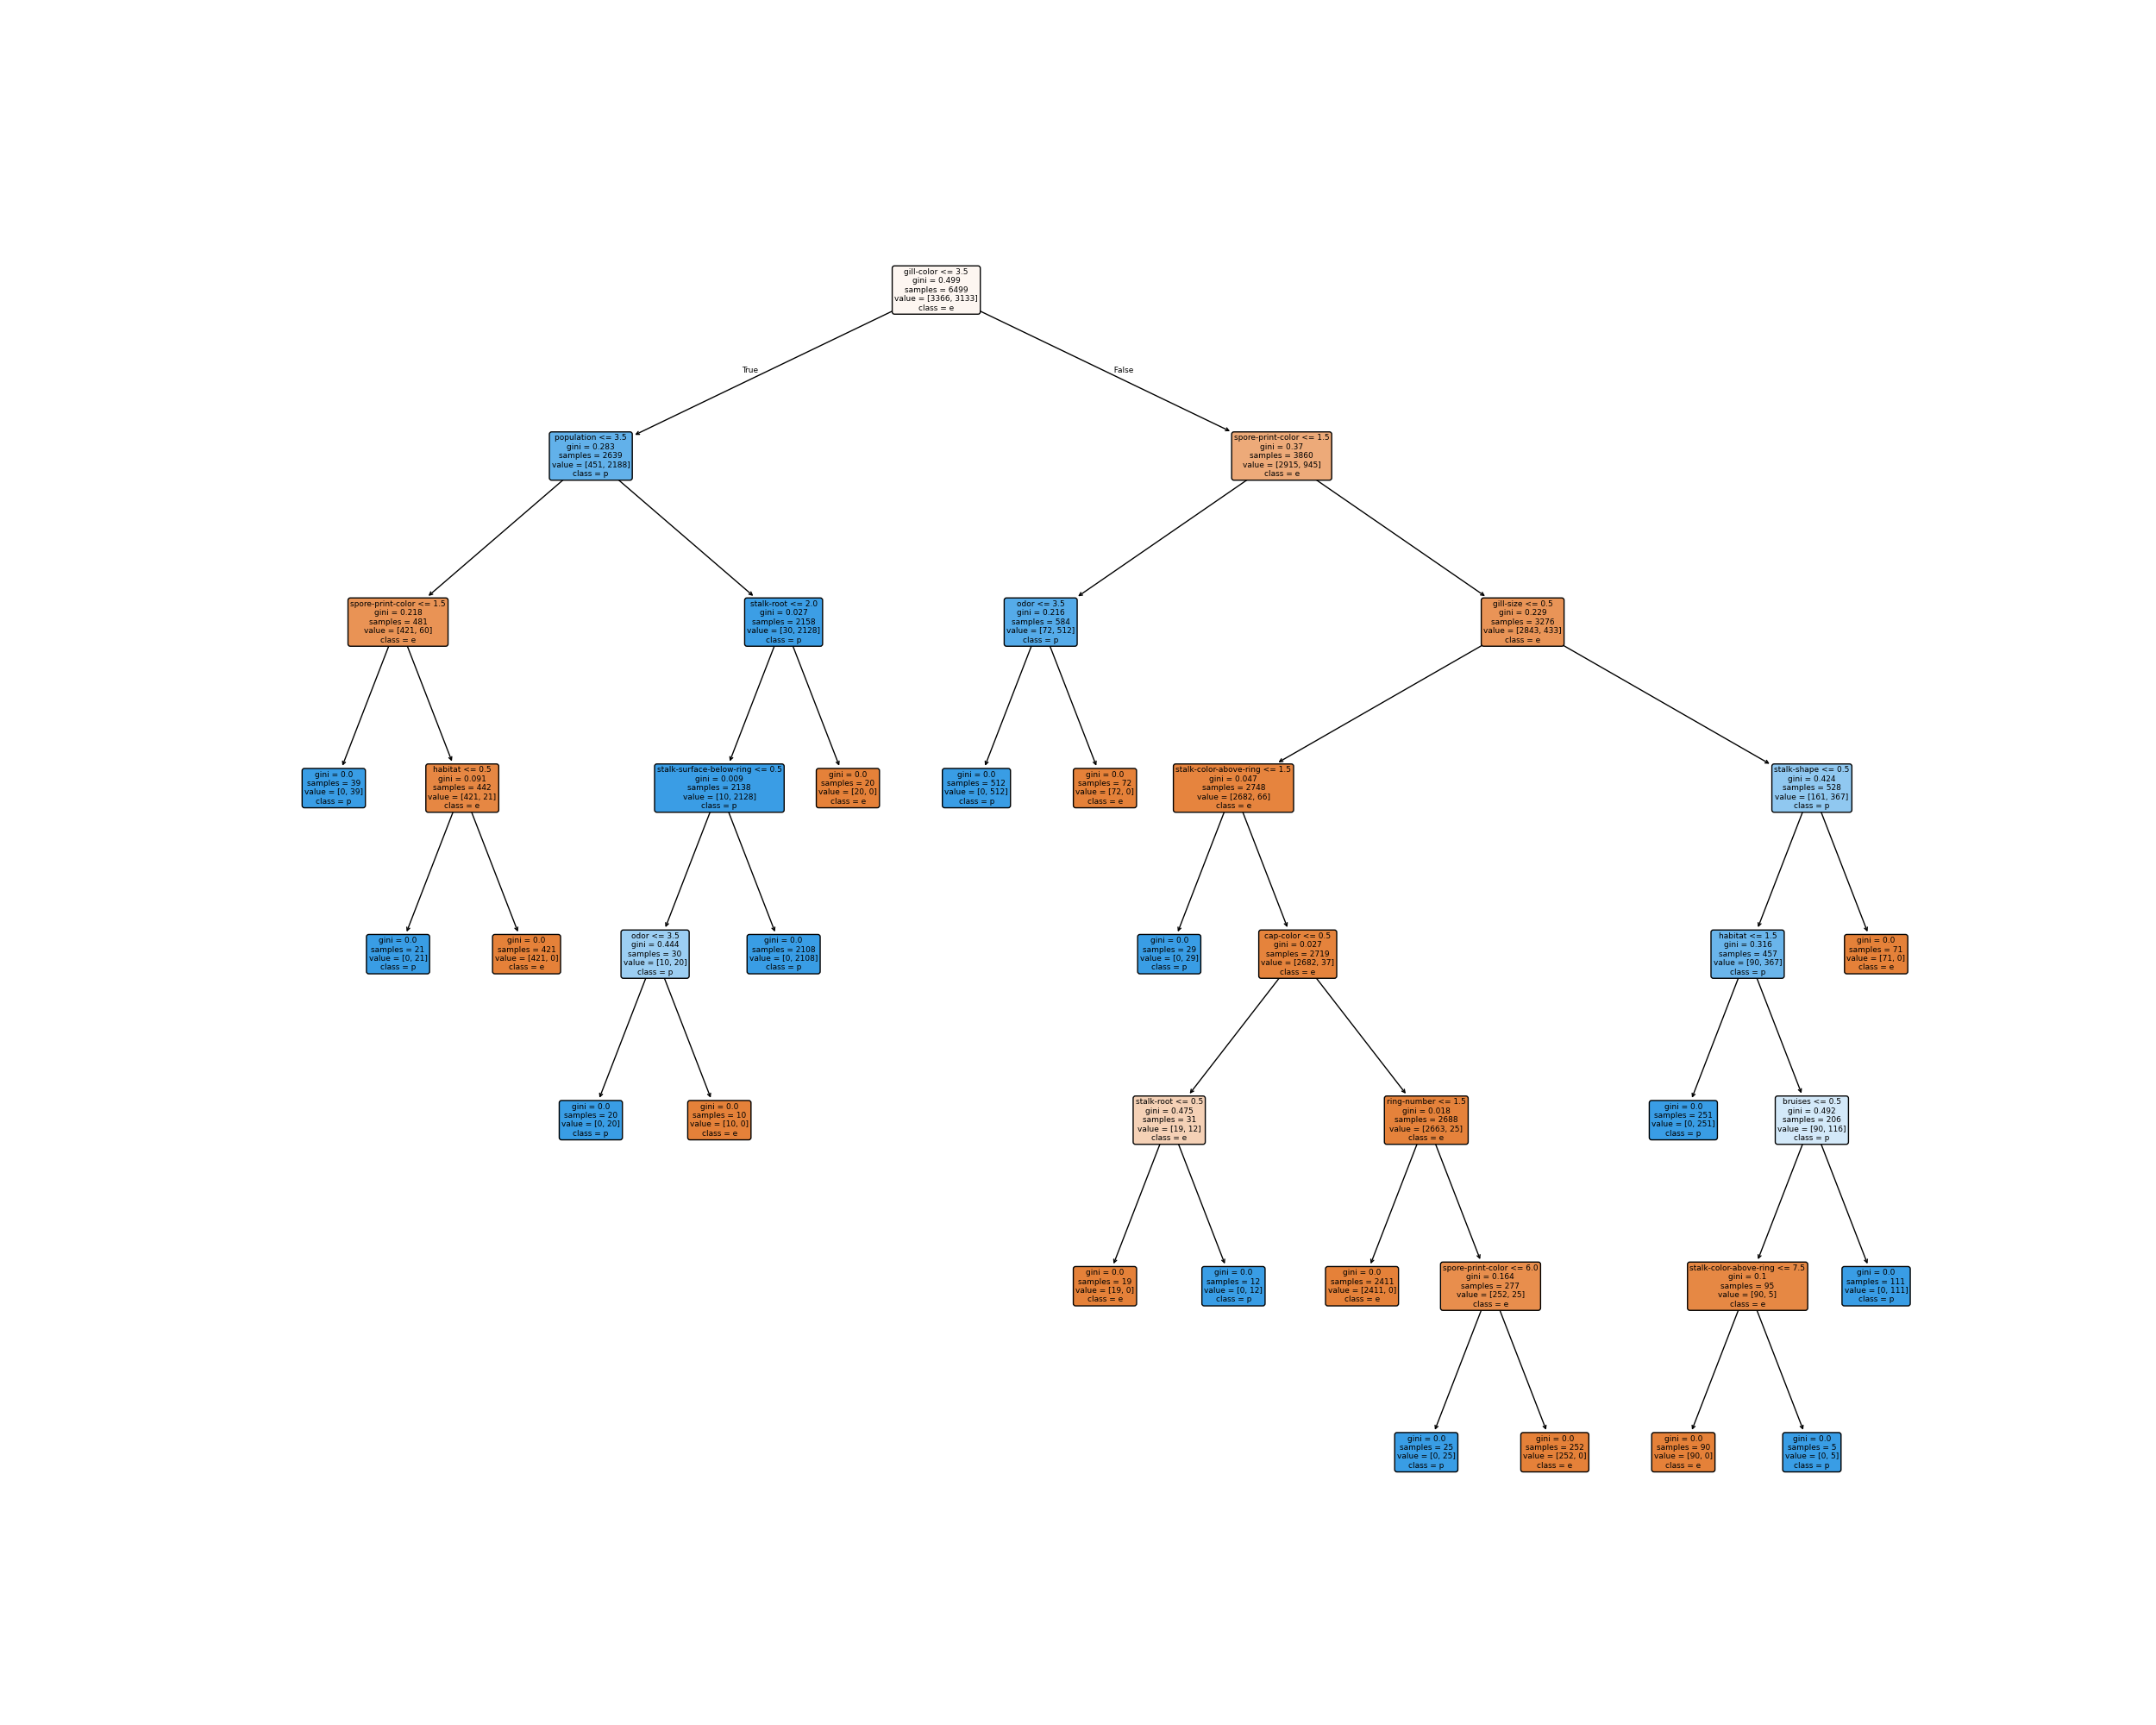 gill-color <= 3.5
gini = 0.499
samples = 6499
value = [3366, 3133]
class = e
True
False
population <= 3.5
gini = 0.283
samples = 2639
value = [451, 2188]
class = p
spore-print-color <= 1.5
gini = 0.37
samples = 3860
value = [2915, 945]
class = e
spore-print-color <= 1.5
gini = 0.218
samples = 481
value = [421, 60]
class = e
stalk-root <= 2.0
gini = 0.027
samples = 2158
value = [30, 2128]
class = p
odor <= 3.5
gini = 0.216
samples = 584
value = [72, 512]
class = p
gill-size <= 0.5
gini = 0.229
samples = 3276
value = [2843, 433]
class = e
gini = 0.0
samples = 39
value = [0, 39]
class = p
habitat <= 0.5
gini = 0.091
samples = 442
value = [421, 21]
class = e
stalk-surface-below-ring <= 0.5
gini = 0.009
samples = 2138
value = [10, 2128]
class = p
gini = 0.0
samples = 20
value = [20, 0]
class = e
gini = 0.0
samples = 512
value = [0, 512]
class = p
gini = 0.0
samples = 72
value = [72, 0]
class = e
stalk-color-above-ring <= 1.5
gini = 0.047
samples = 2748
value = [2682, 66]
class = e
stalk-shape <= 0.5
gini = 0.424
samples = 528
value = [161, 367]
class = p
gini = 0.0
samples = 21
value = [0, 21]
class = p
gini = 0.0
samples = 421
value = [421, 0]
class = e
odor <= 3.5
gini = 0.444
samples = 30
value = [10, 20]
class = p
gini = 0.0
samples = 2108
value = [0, 2108]
class = p
gini = 0.0
samples = 29
value = [0, 29]
class = p
cap-color <= 0.5
gini = 0.027
samples = 2719
value = [2682, 37]
class = e
habitat <= 1.5
gini = 0.316
samples = 457
value = [90, 367]
class = p
gini = 0.0
samples = 71
value = [71, 0]
class = e
gini = 0.0
samples = 20
value = [0, 20]
class = p
gini = 0.0
samples = 10
value = [10, 0]
class = e
stalk-root <= 0.5
gini = 0.475
samples = 31
value = [19, 12]
class = e
ring-number <= 1.5
gini = 0.018
samples = 2688
value = [2663, 25]
class = e
gini = 0.0
samples = 251
value = [0, 251]
class = p
bruises <= 0.5
gini = 0.492
samples = 206
value = [90, 116]
class = p
gini = 0.0
samples = 19
value = [19, 0]
class = e
gini = 0.0
samples = 12
value = [0, 12]
class = p
gini = 0.0
samples = 2411
value = [2411, 0]
class = e
spore-print-color <= 6.0
gini = 0.164
samples = 277
value = [252, 25]
class = e
stalk-color-above-ring <= 7.5
gini = 0.1
samples = 95
value = [90, 5]
class = e
gini = 0.0
samples = 111
value = [0, 111]
class = p
gini = 0.0
samples = 25
value = [0, 25]
class = p
gini = 0.0
samples = 252
value = [252, 0]
class = e
gini = 0.0
samples = 90
value = [90, 0]
class = e
gini = 0.0
samples = 5
value = [0, 5]
class = p